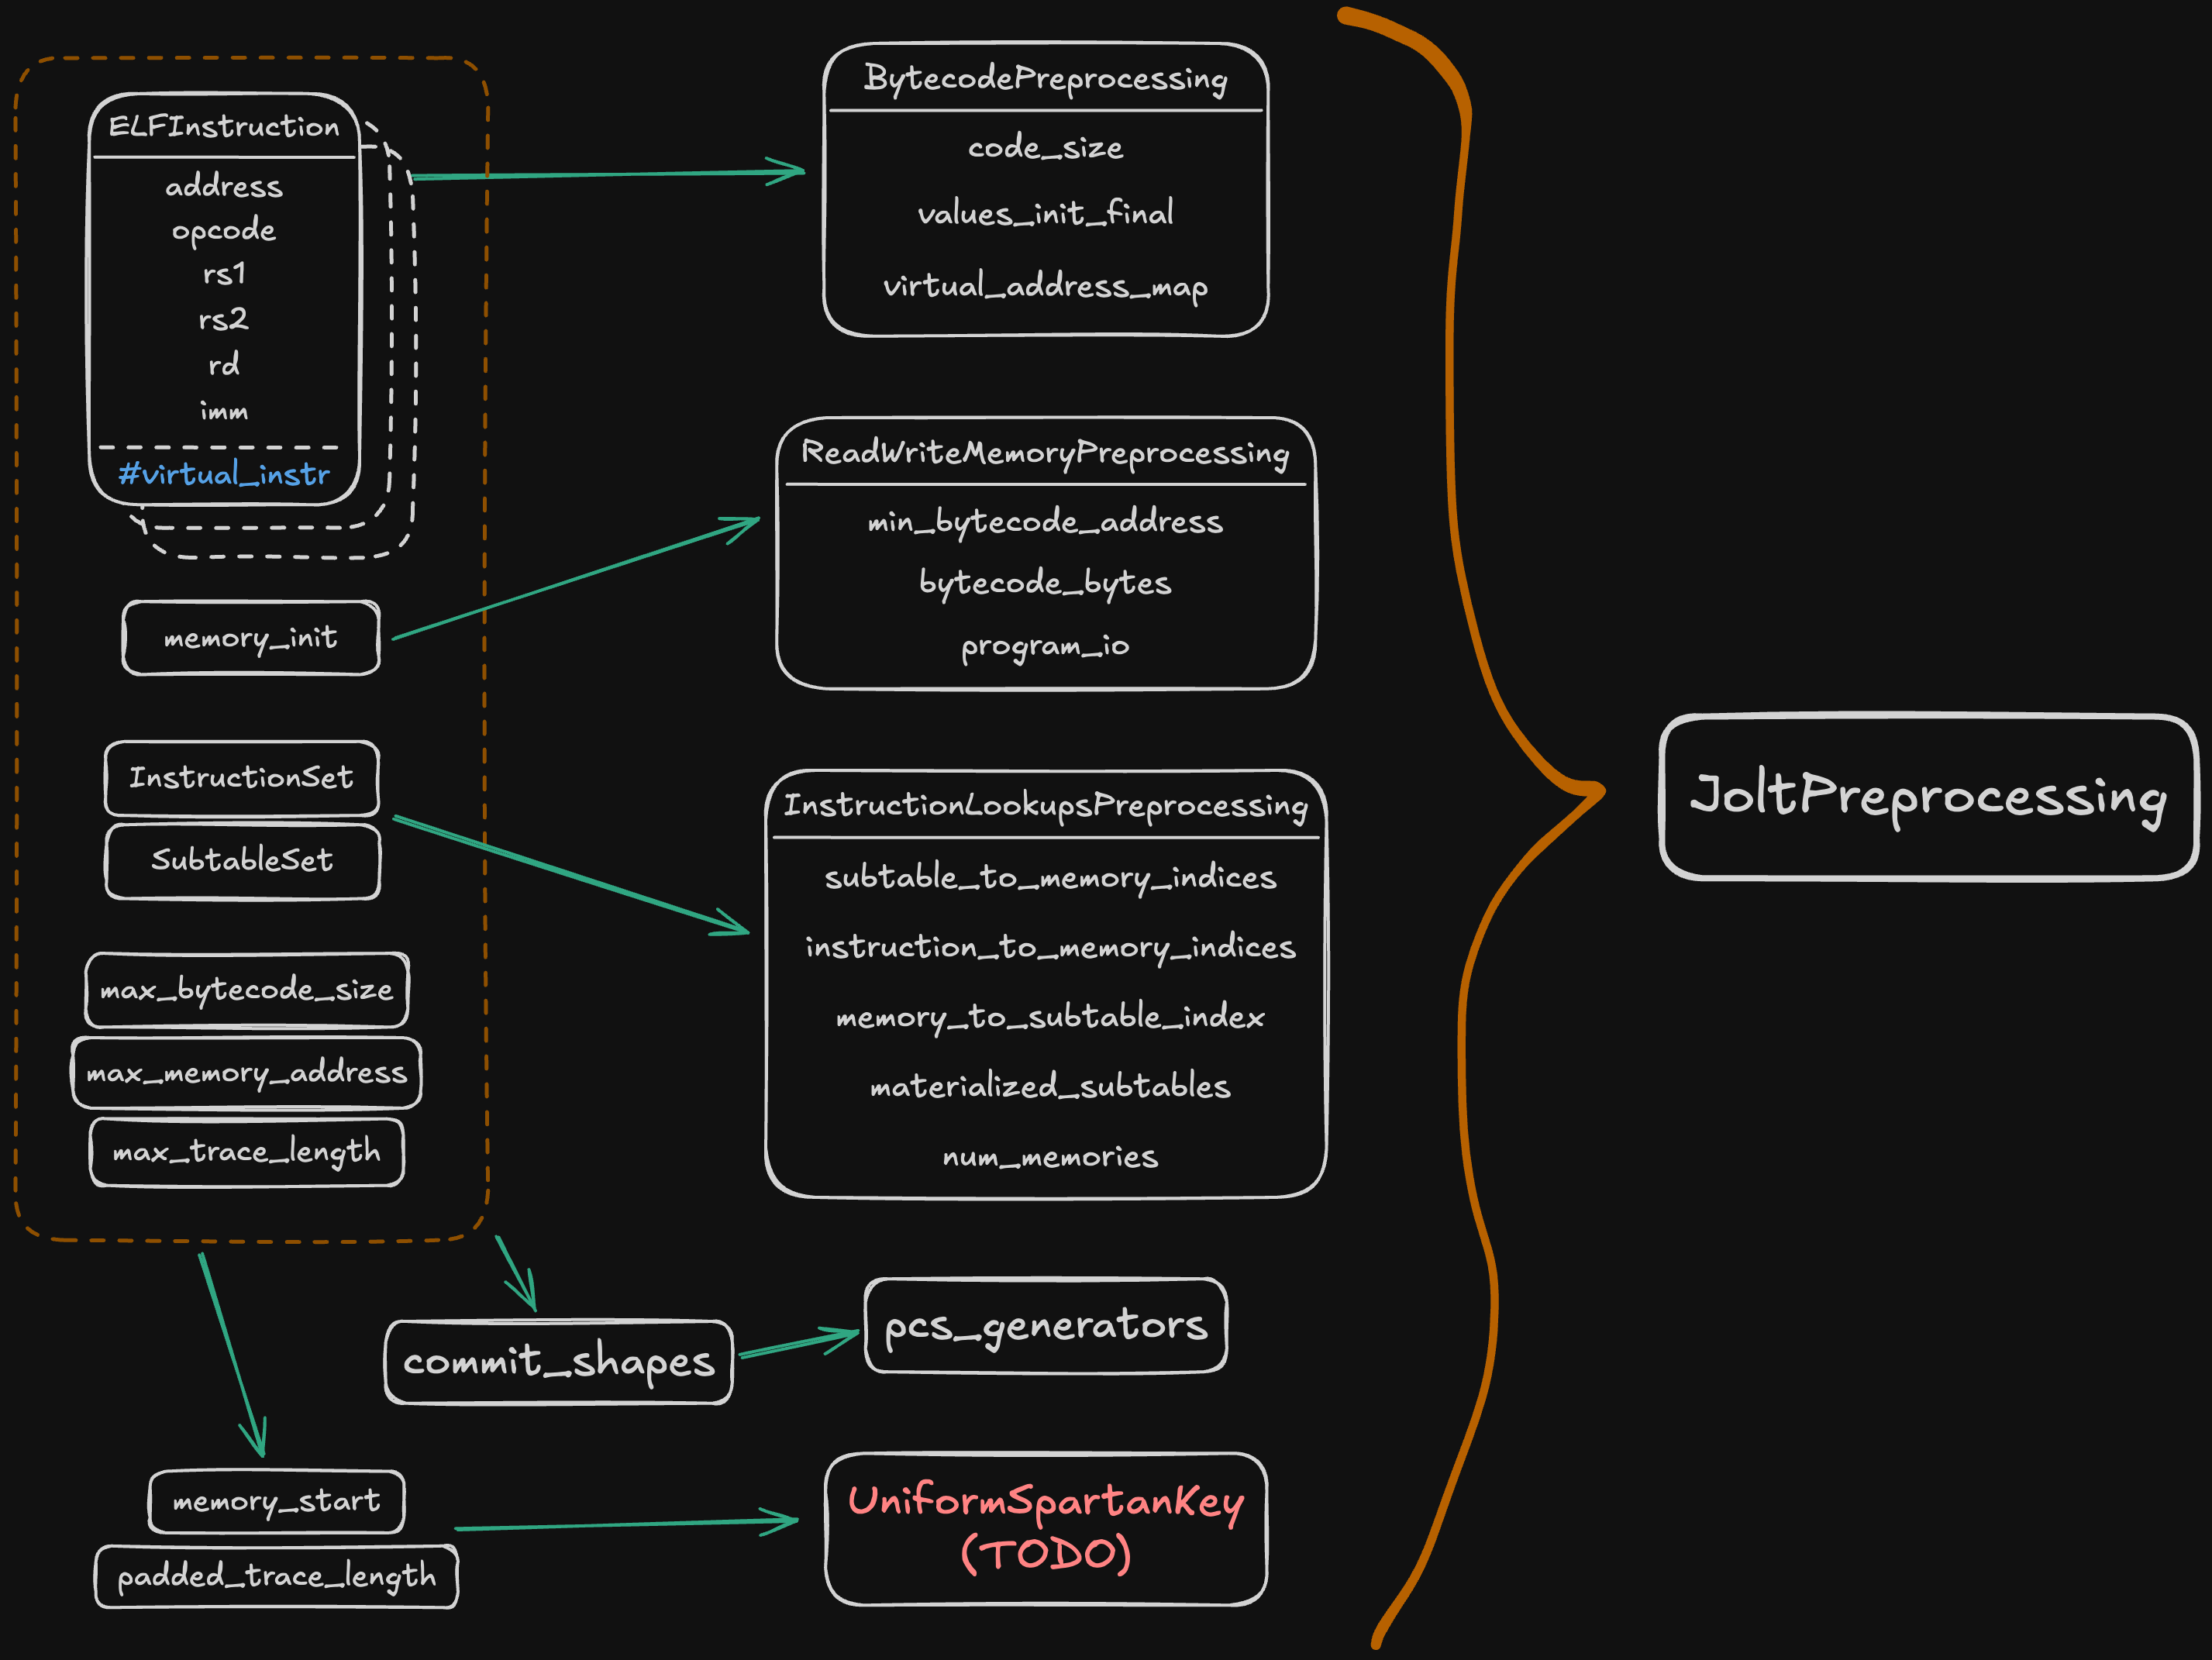 ELFInstruction
address
opcode
rs1
rs2
rd
imm
#virtual_instr
memory_init
InstructionSet
SubtableSet
max_bytecode_size
max_memory_address
max_trace_length
BytecodePreprocessing
code_size
values_init_final
virtual_address_map
ReadWriteMemoryPreprocessing
min_bytecode_address
bytecode_bytes
program_io
InstructionLookupsPreprocessing
subtable_to_memory_indices
instruction_to_memory_indices
memory_to_subtable_index
materialized_subtables
num_memories
commit_shapes
pcs_generators
memory_start
padded_trace_length
UniformSpartanKey
(TODO)
JoltPreprocessing